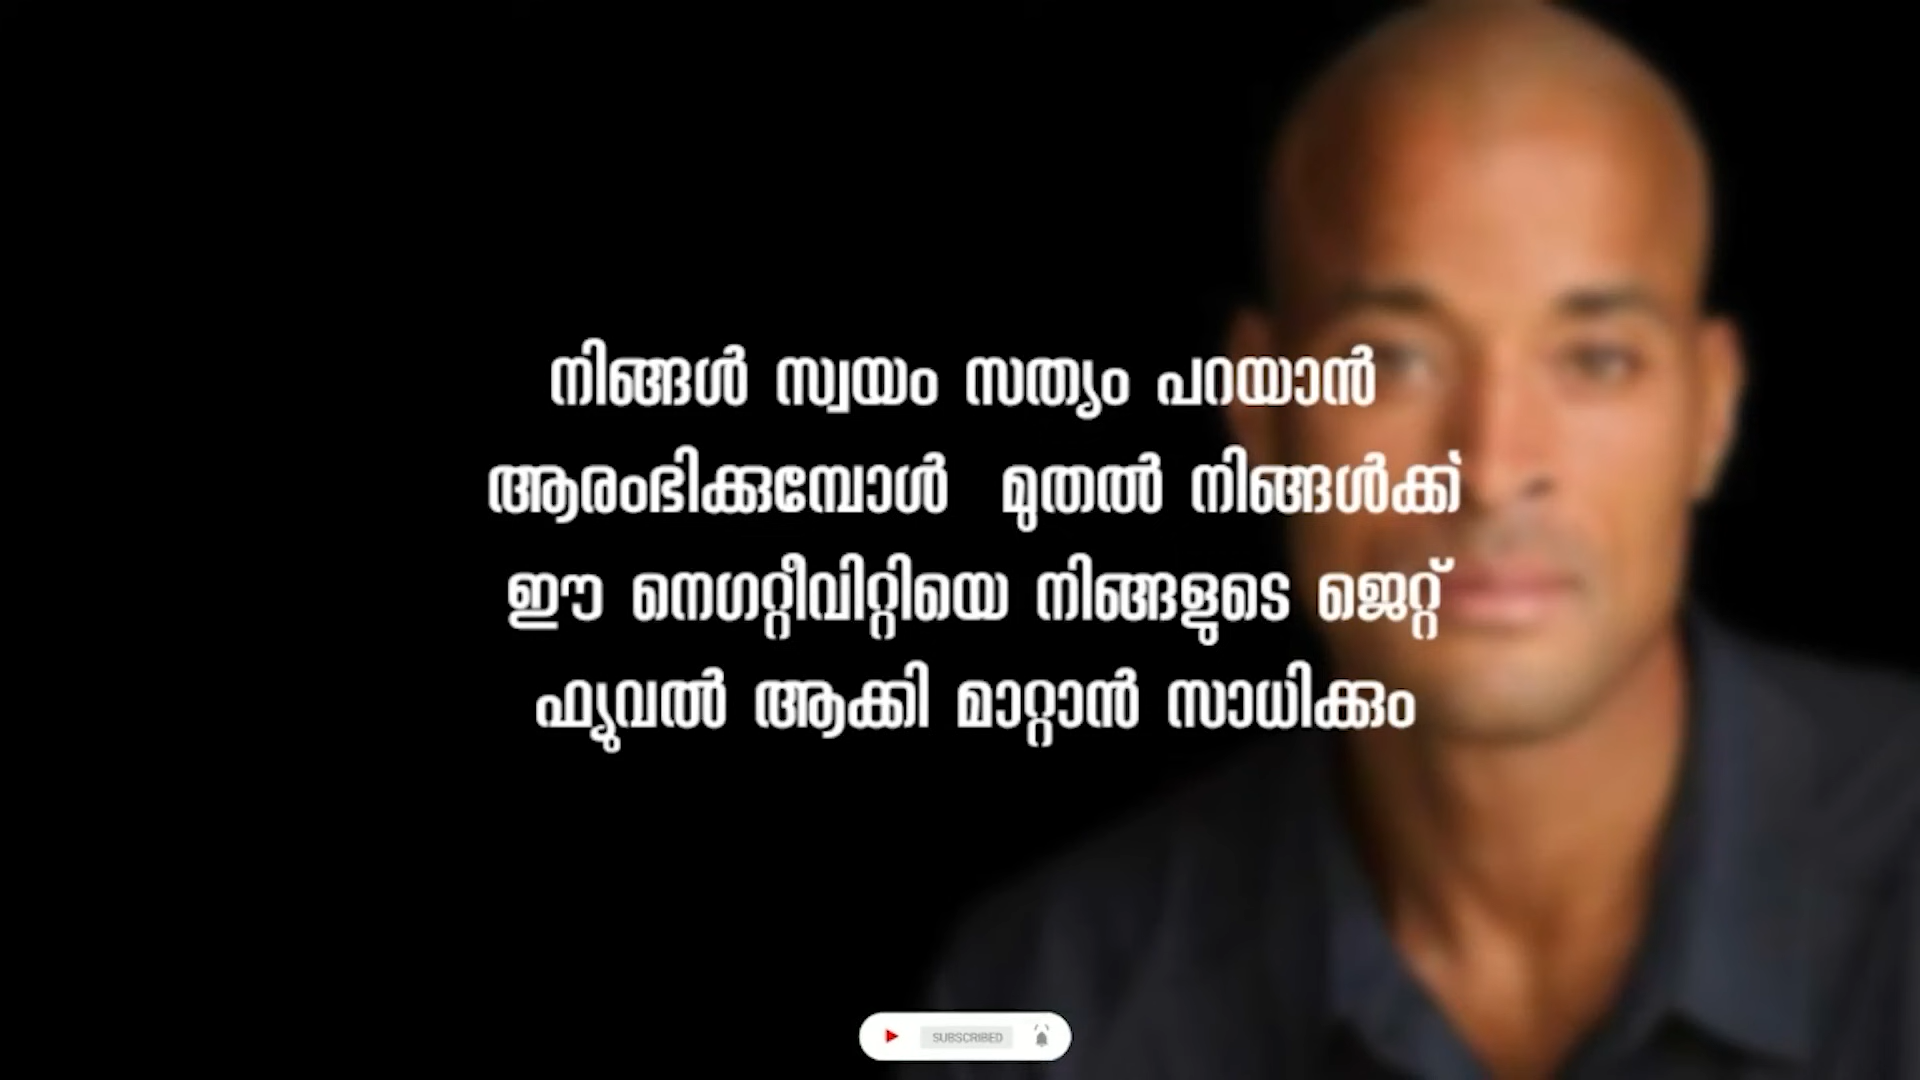 നിങ്ങൾ സ്വയം സത്യം പറയാൻ
ആരംഭിക്കുമ്പോൾ മുതൽ നിങ്ങൾക്ക്
ഈ നെഗറ്റീവിറ്റിയെ നിങ്ങളുടെ ജെറ്റ്
ഫ്യുവൽ ആക്കി മാറ്റാൻ സാധിക്കും
SUBSCRIBED